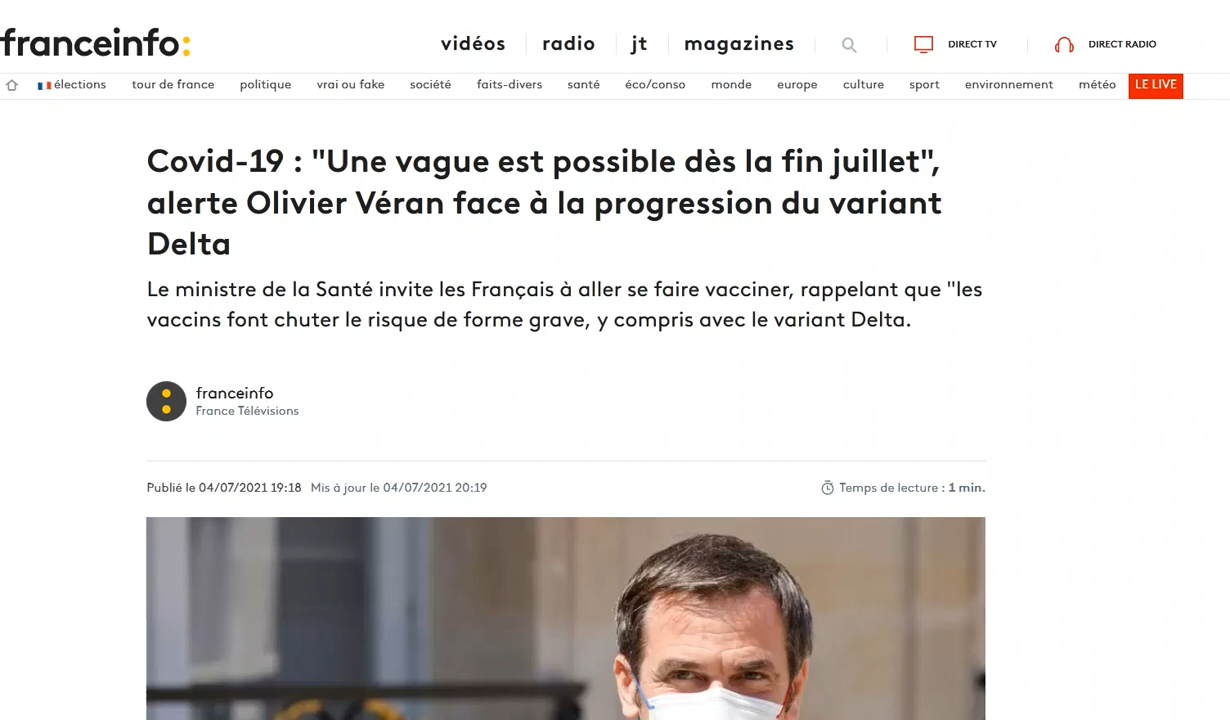 franceinfo:
vidéos radio jt magazines DIRECT TV DIRECT RADIO
élections tour de france politique vrai ou fake société faits-divers santé éco/conso monde europe culture sport environnement météo LE LIVE
Covid-19 : "Une vague est possible dès la fin juillet",
alerte Olivier Véran face à la progression du variant
Delta
Le ministre de la Santé invite les Français à aller se faire vacciner, rappelant que "les
vaccins font chuter le risque de forme grave, y compris avec le variant Delta.
franceinfo
France Télévisions
Publié le 04/07/2021 19:18 Mis à jour le 04/07/2021 20:19 Temps de lecture : 1 min.